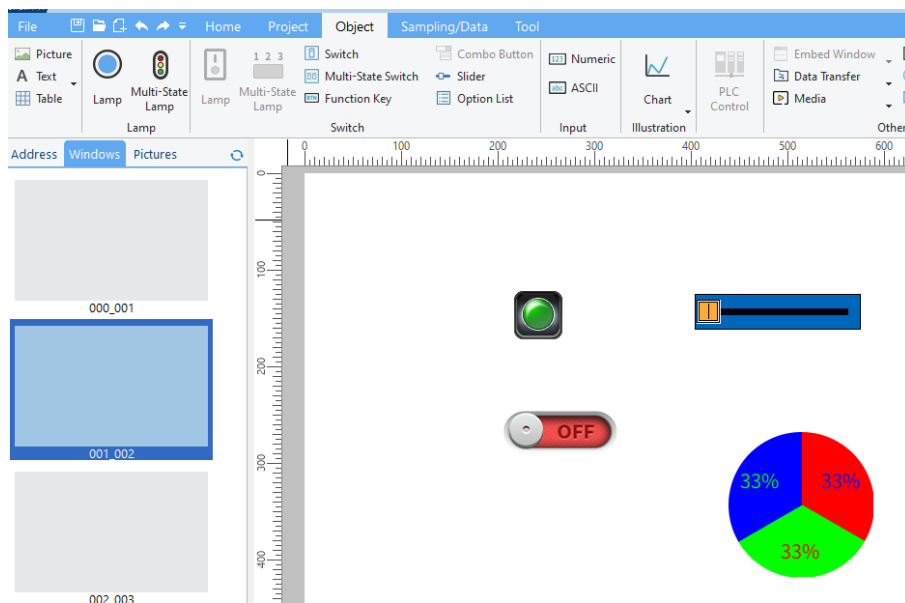 File Home Project Object Sampling/Data Tool
Picture
Text
Table
Lamp
Multi-State
Lamp
Lamp
1 2 3
Multi-State
Lamp
Switch
Multi-State Switch
Function Key
Combo Button
Slider
Option List
123 Numeric
abc ASCII
Chart
PLC
Control
Embed Window
Data Transfer
Media
Lamp Switch Input Illustration Other
Address Windows Pictures
0 100 200 300 400 500 600
0
100
200
300
400
000_001
001_002
002_003
OFF
33% 33%
33%